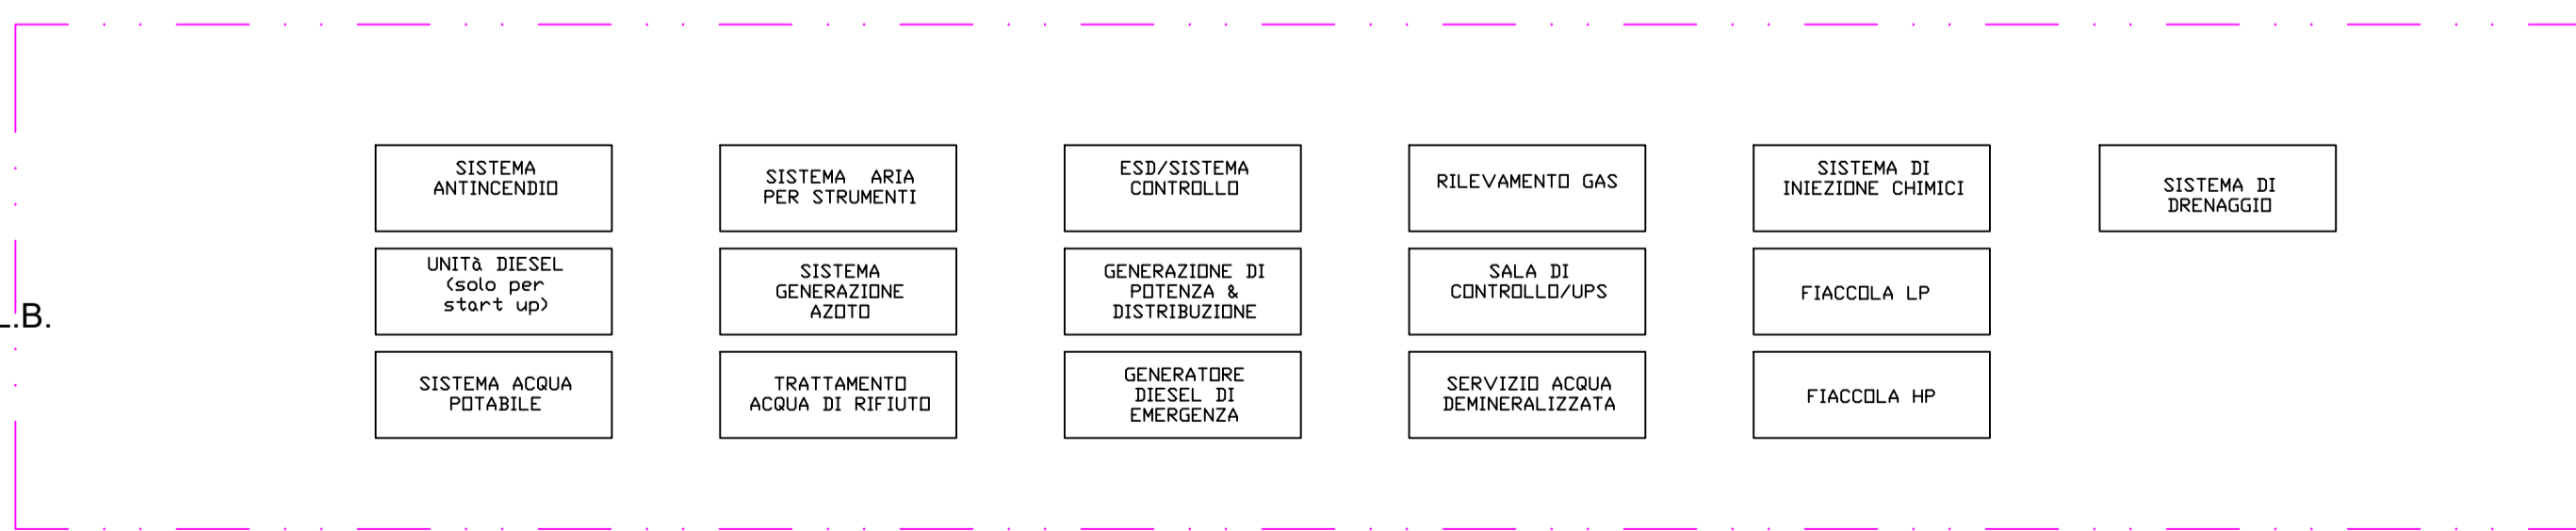 SISTEMA
ANTINCENDIO
SISTEMA ARIA
PER STRUMENTI
ESD/SISTEMA
CONTROLLO
RILEVAMENTO GAS
SISTEMA DI
INIEZIONE CHIMICI
SISTEMA DI
DRENAGGIO
UNITà DIESEL
(solo per
start up)
SISTEMA
GENERAZIONE
AZOTO
GENERAZIONE DI
POTENZA &
DISTRIBUZIONE
SALA DI
CONTROLLO/UPS
FIACCOLA LP
L.B.
SISTEMA ACQUA
POTABILE
TRATTAMENTO
ACQUA DI RIFIUTO
GENERATORE
DIESEL DI
EMERGENZA
SERVIZIO ACQUA
DEMINERALIZZATA
FIACCOLA HP